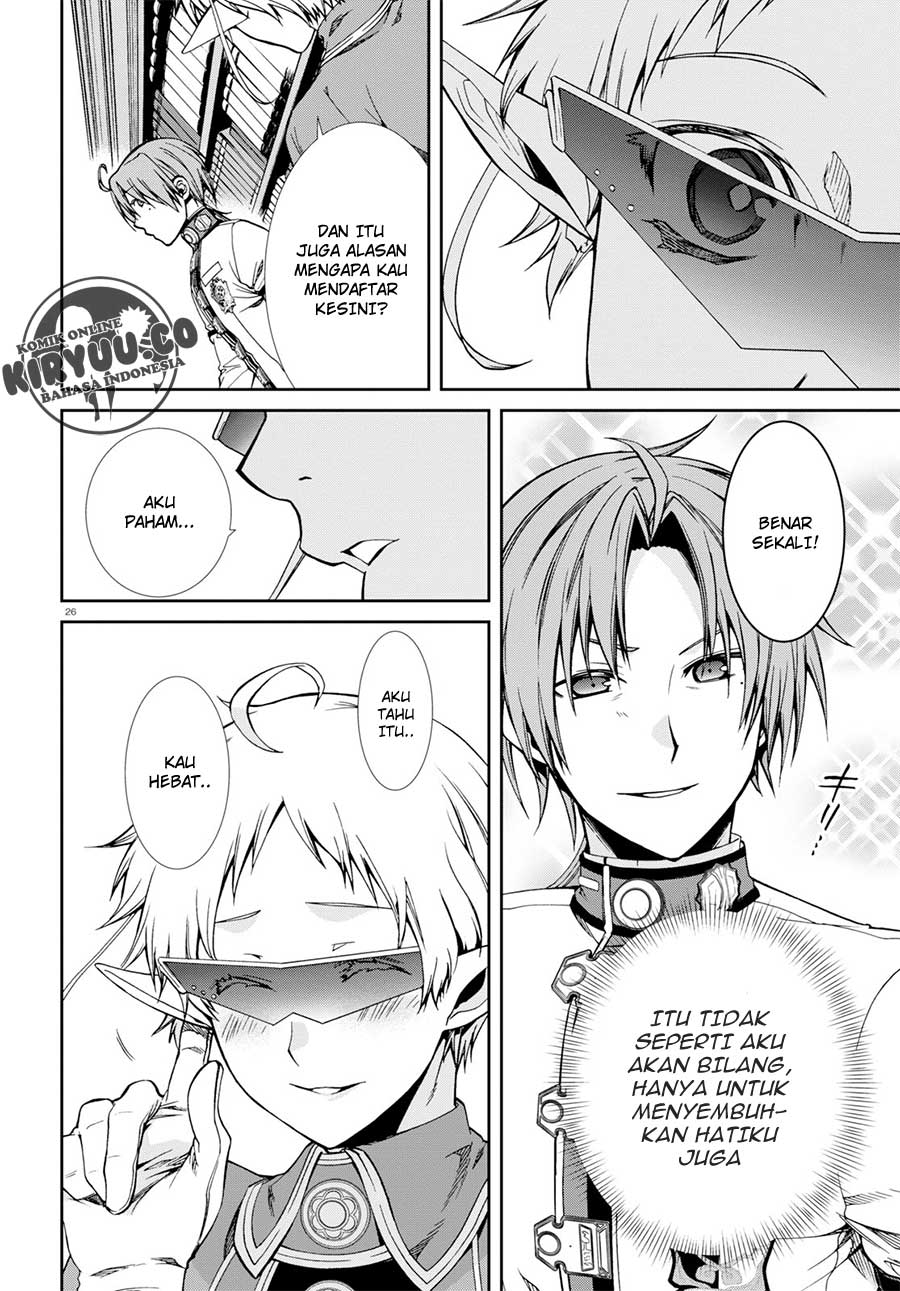 DAN ITU
JUGA ALASAN
MENGAPA KAU
MENDAFTAR
KESINI?
KOMIK ONLINE
KIRYUU.CO
BAHASA INDONESIA
BENAR
SEKALI!
ITU TIDAK
SEPERTI AKU
AKAN BILANG,
HANYA UNTUK
MENYEMBUH-
KAN HATIKU
JUGA
AKU
PAHAM...
26
AKU
TAHU
ITU..
KAU
HEBAT..